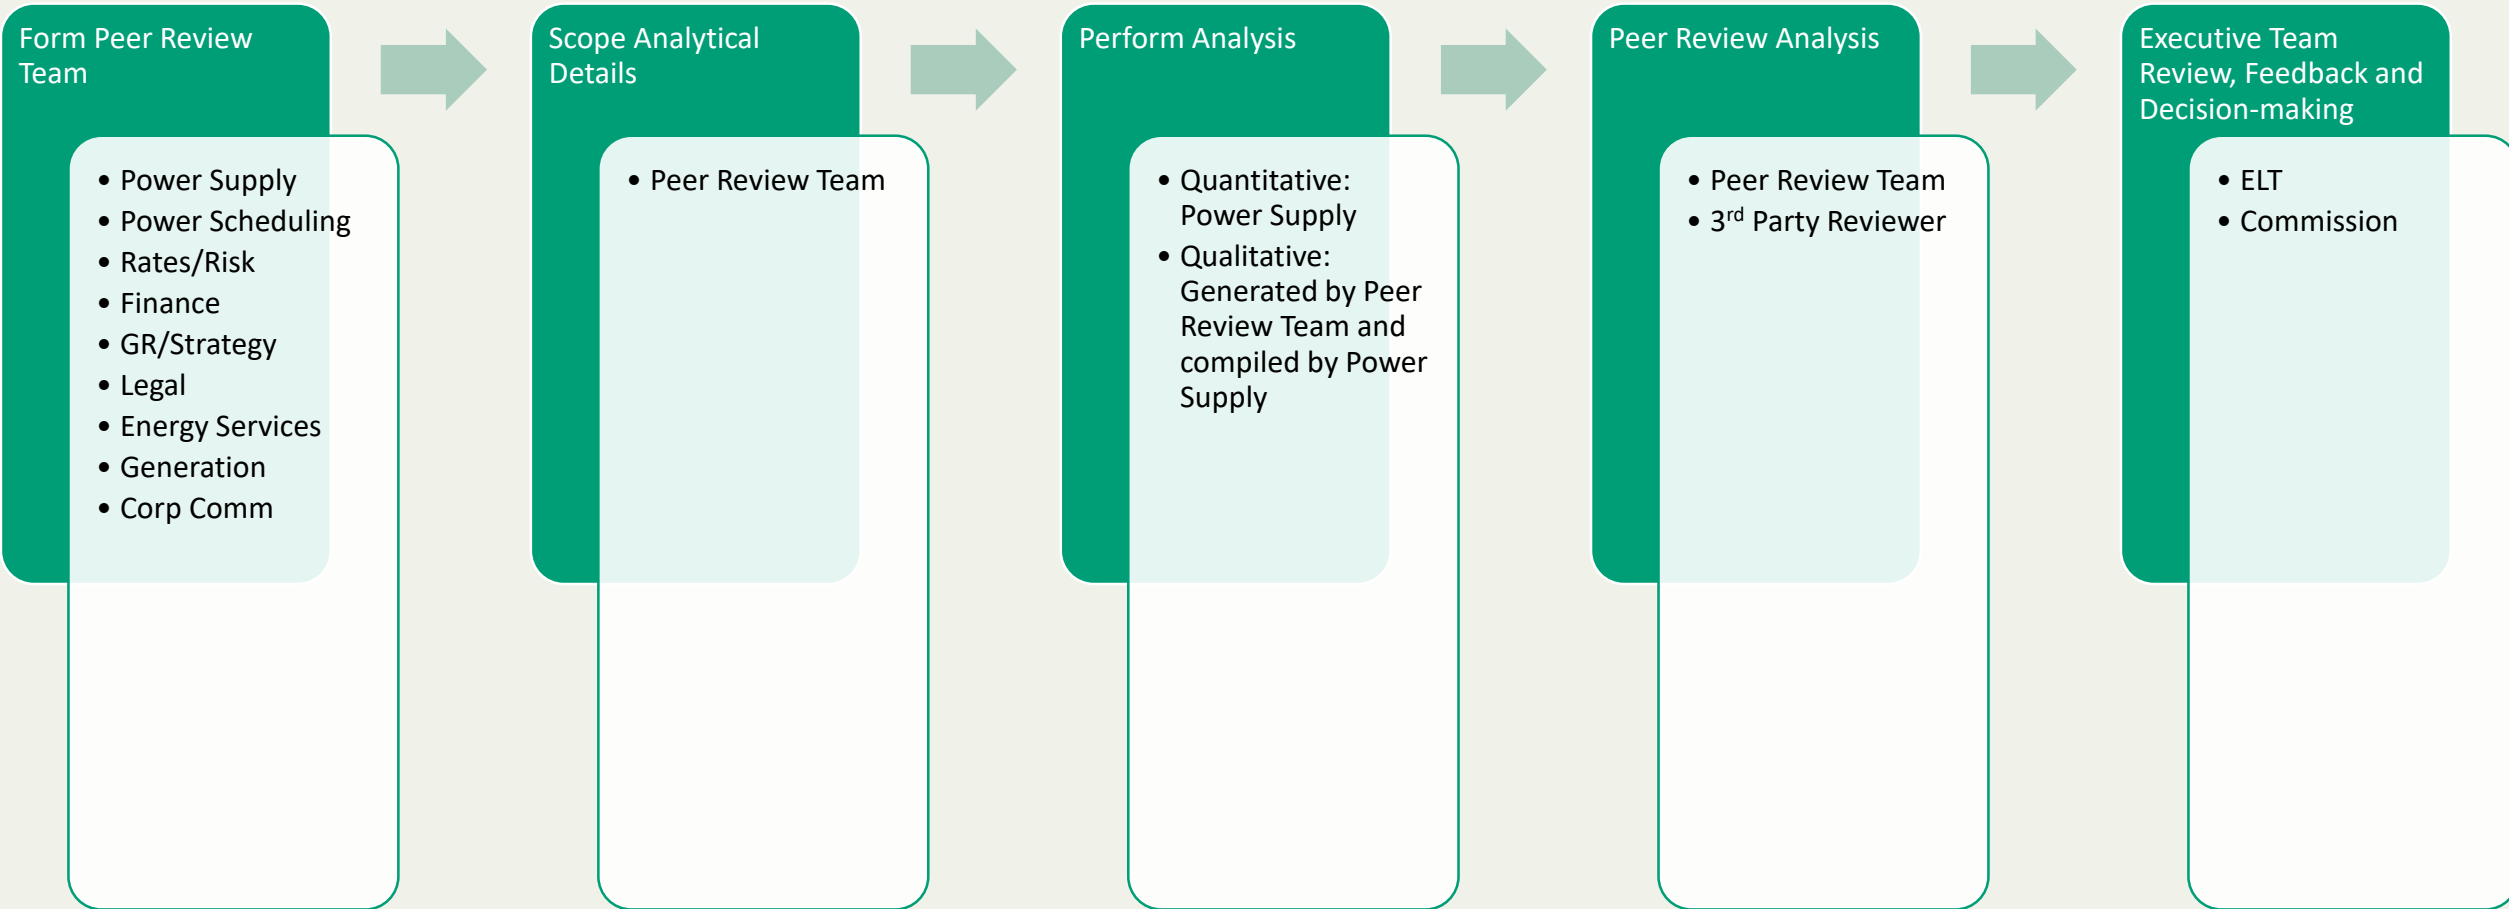 Form Peer Review
Team
• Power Supply
• Power Scheduling
• Rates/Risk
• Finance
• GR/Strategy
• Legal
• Energy Services
• Generation
• Corp Comm
Scope Analytical
Details
• Peer Review Team
Perform Analysis
• Quantitative:
Power Supply
• Qualitative:
Generated by Peer
Review Team and
compiled by Power
Supply
Peer Review Analysis
• Peer Review Team
• 3rd Party Reviewer
Executive Team
Review, Feedback and
Decision-making
• ELT
• Commission